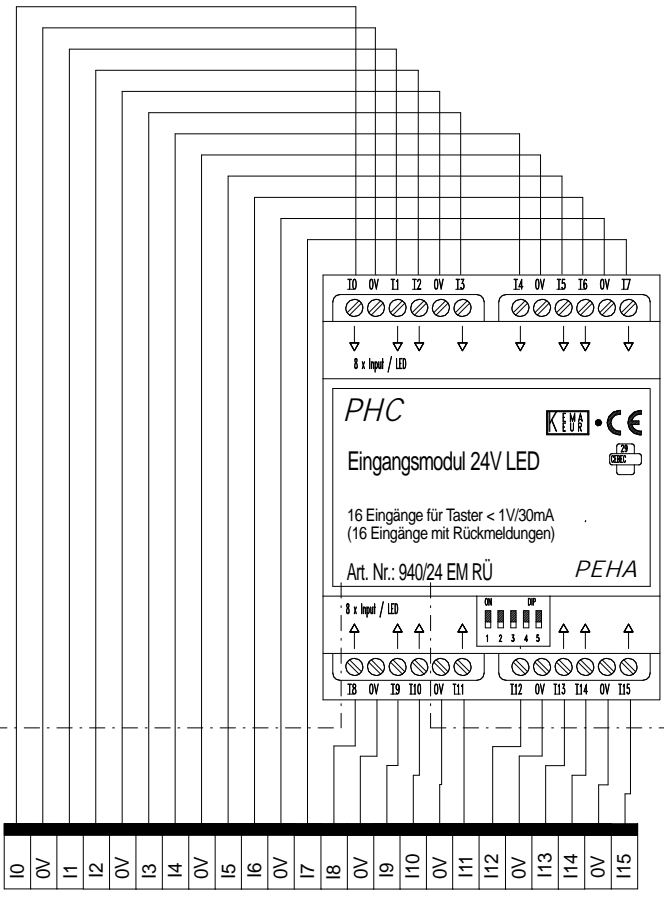 I0 0V I1 I2 0V I3 I4 0V I5 I6 0V I7
8 x Input / LED
PHC
KEMA EUR
CE
29
CEBEC
Eingangsmodul 24V LED
16 Eingänge für Taster < 1V/30mA
(16 Eingänge mit Rückmeldungen)
Art. Nr.: 940/24 EM RÜ
PEHA
8 x Input / LED
ON DIP
1 2 3 4 5
I8 0V I9 I10 0V I11 I12 0V I13 I14 0V I15
I0 0V I1 I2 0V I3 I4 0V I5 I6 0V I7 I8 0V I9 I10 0V I11 I12 0V I13 I14 0V I15